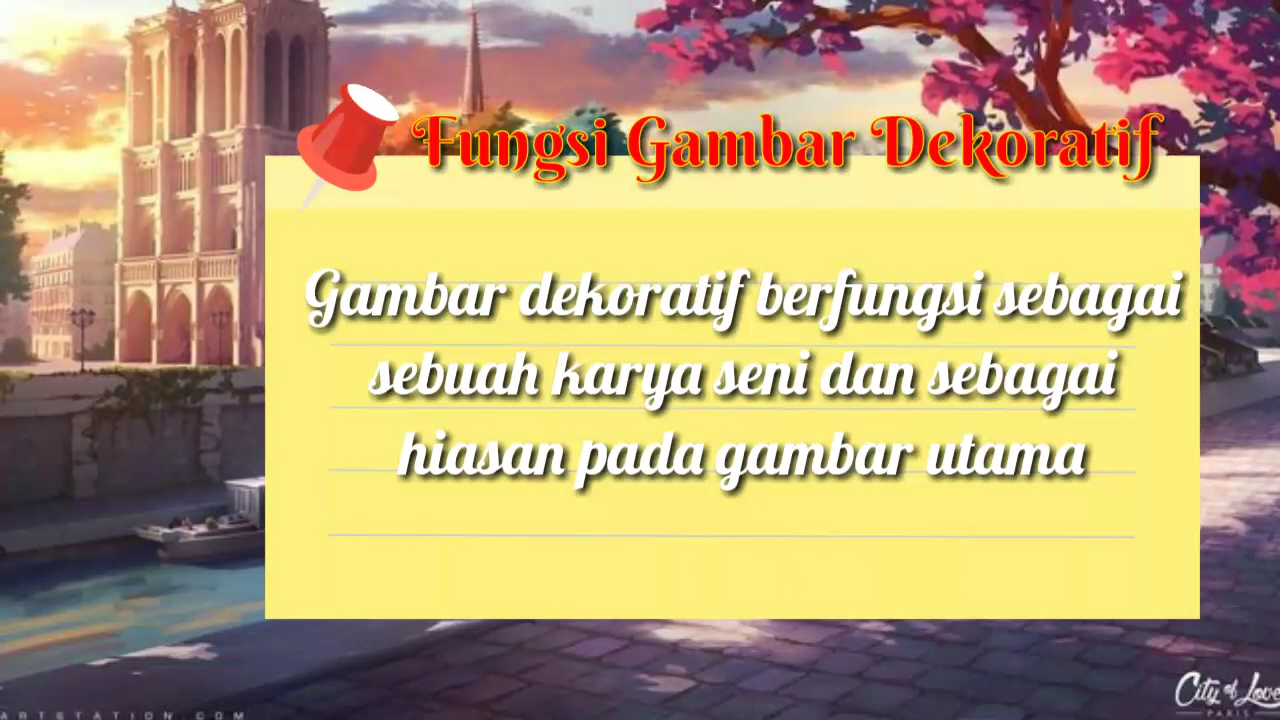 Fungsi Gambar Dekoratif
Gambar dekoratif berfungsi sebagai
sebuah karya seni dan sebagai
hiasan pada gambar utama
City of Love
PARIS
ARTSTATION.COM